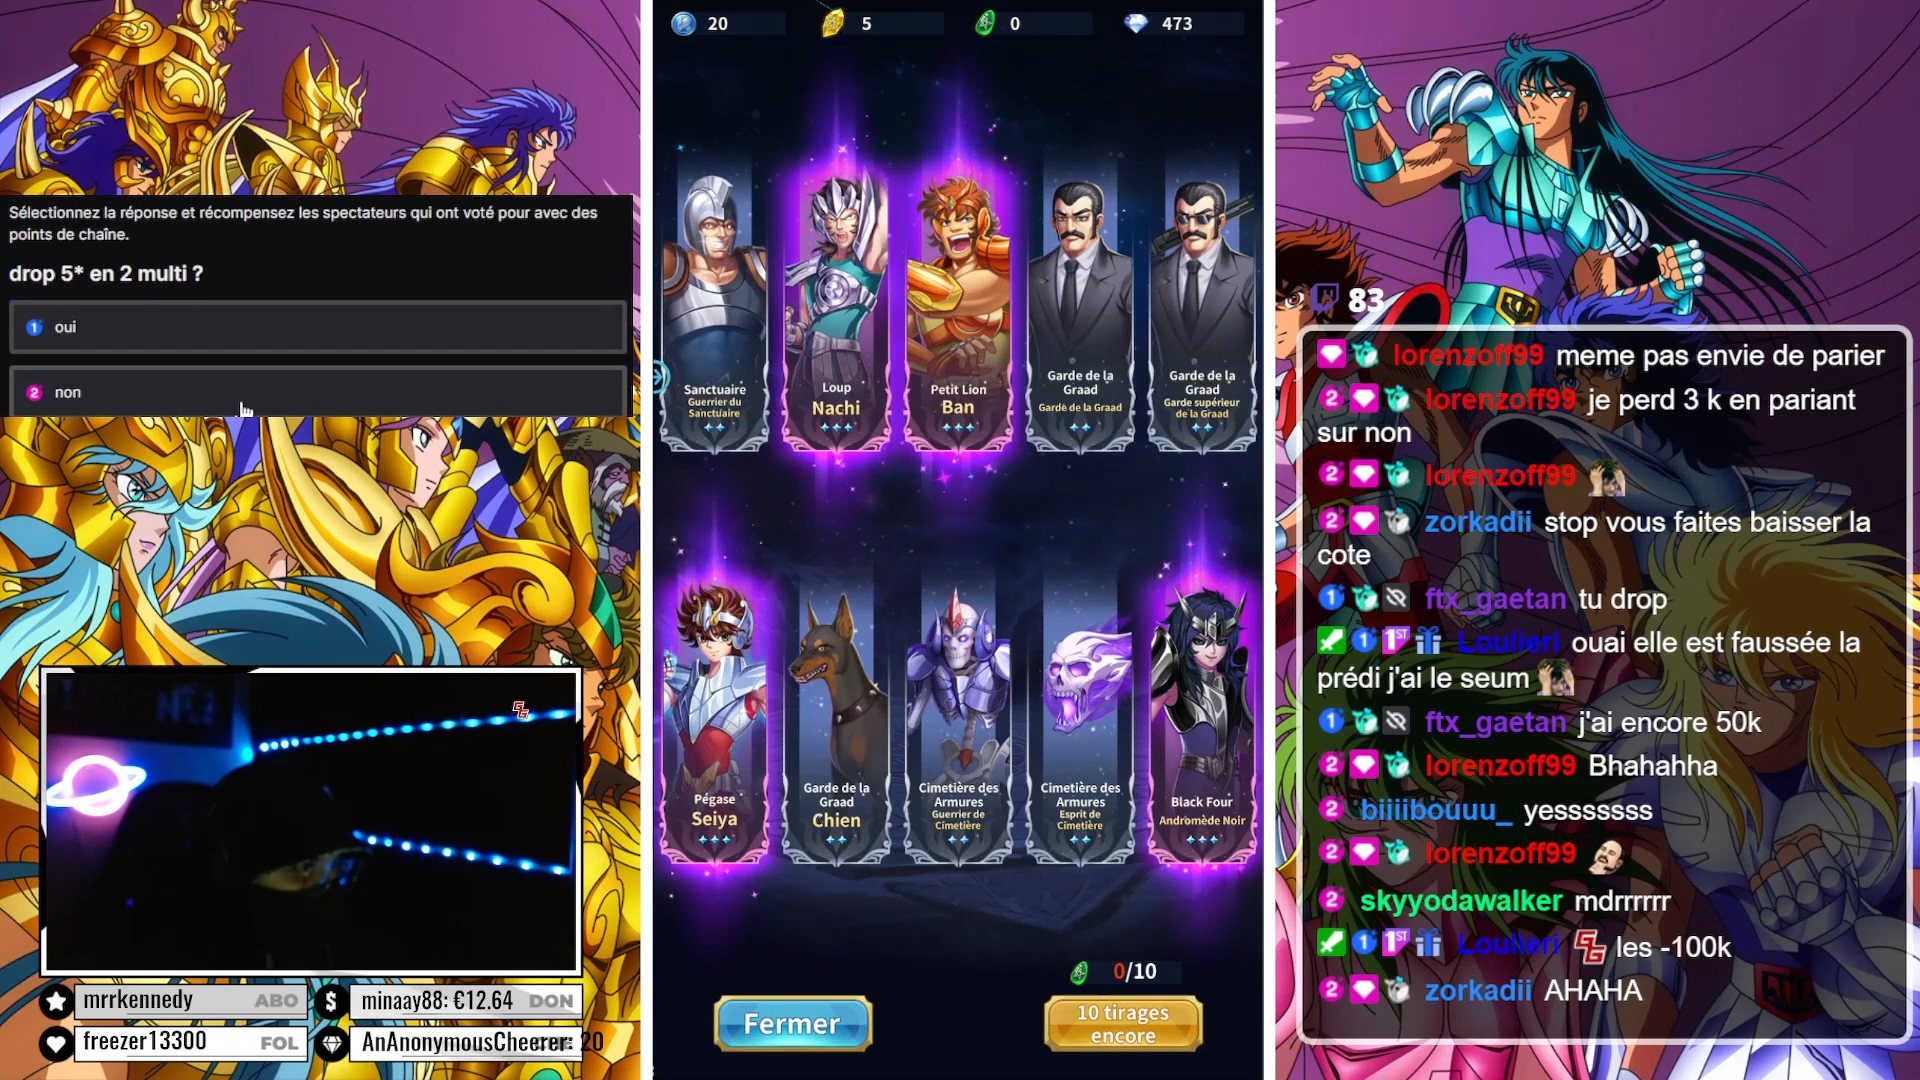 Sélectionnez la réponse et récompensez les spectateurs qui ont voté pour avec des
points de chaîne.
drop 5* en 2 multi ?
1 oui
2 non
mrrkennedy ABO
minaay88: €12.64 DON
freezer13300 FOL
AnAnonymousCheerer: 20
20
5
0
473
Sanctuaire
Guerrier du
Sanctuaire
Loup
Nachi
Petit Lion
Ban
Garde de la
Graad
Garde de la Graad
Garde de la
Graad
Garde supérieur
de la Graad
Pégase
Seiya
Garde de la
Graad
Chien
Cimetière des
Armures
Guerrier de
Cimetière
Cimetière des
Armures
Esprit de
Cimetière
Black Four
Andromède Noir
0/10
Fermer
10 tirages
encore
83
lorenzoff99 meme pas envie de parier
2 lorenzoff99 je perd 3 k en pariant
sur non
2 lorenzoff99
2 zorkadii stop vous faites baisser la
cote
1 ftx_gaetan tu drop
1 1ST Loulieri ouai elle est faussée la
prédi j'ai le seum
1 ftx_gaetan j'ai encore 50k
2 lorenzoff99 Bhahahha
2 biiiibouuu_ yesssssss
2 lorenzoff99
2 skyyodawalker mdrrrrrr
1 1ST Loulieri les -100k
2 zorkadii AHAHA